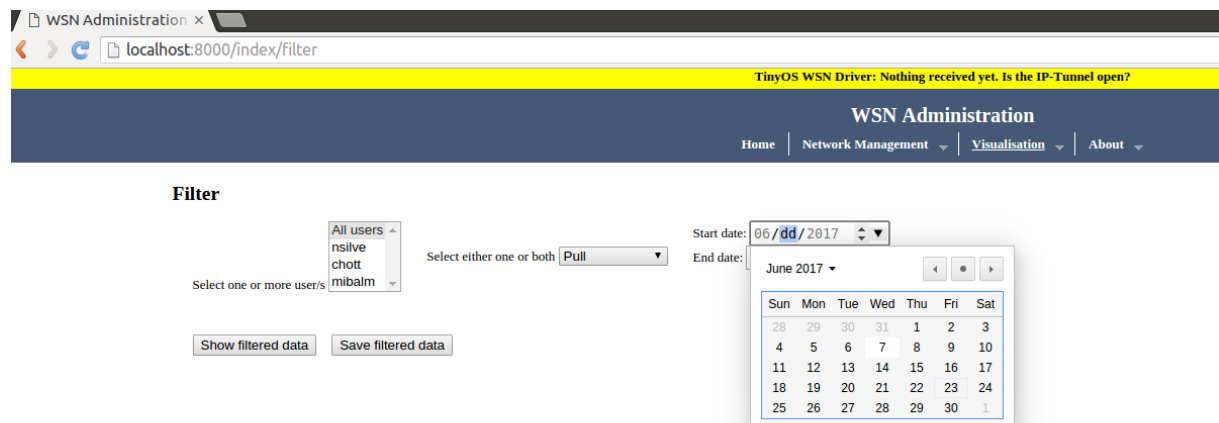 WSN Administration ×
localhost:8000/index/filter
TinyOS WSN Driver: Nothing received yet. Is the IP-Tunnel open?
WSN Administration
Home Network Management Visualisation About
Filter
Select one or more user/s
All users
nsilve
chott
mibalm
Select either one or both Pull
Start date: 06/dd/2017
End date:
June 2017
Sun Mon Tue Wed Thu Fri Sat
28 29 30 31 1 2 3
4 5 6 7 8 9 10
11 12 13 14 15 16 17
18 19 20 21 22 23 24
25 26 27 28 29 30 1
Show filtered data Save filtered data